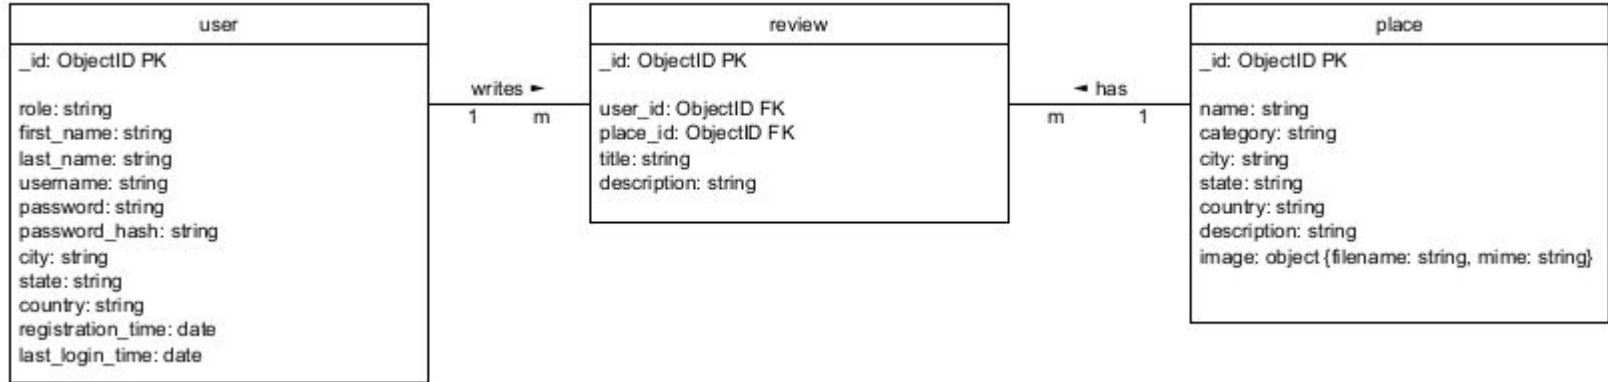 user
_id: ObjectID PK
role: string
first_name: string
last_name: string
username: string
password: string
password_hash: string
city: string
state: string
country: string
registration_time: date
last_login_time: date
writes ►
1 m
review
_id: ObjectID PK
user_id: ObjectID FK
place_id: ObjectID FK
title: string
description: string
◄ has
m 1
place
_id: ObjectID PK
name: string
category: string
city: string
state: string
country: string
description: string
image: object {filename: string, mime: string}